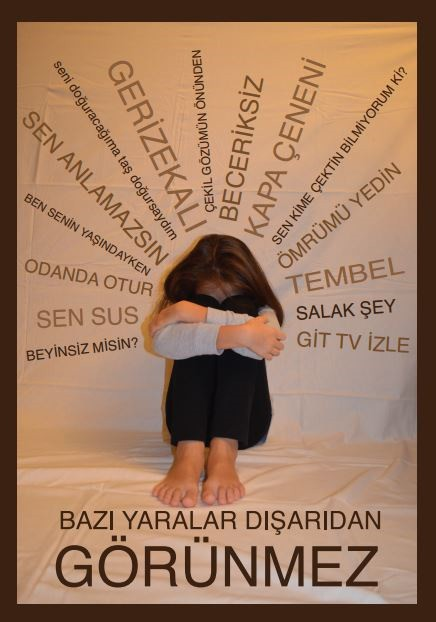 BEYİNSİZ MİSİN?
SEN SUS
ODANDA OTUR
BEN SENİN YAŞINDAYKEN
SEN ANLAMAZSIN
seni doğuracağıma taş doğursaydım
GERİZEKALI
ÇEKİL GÖZÜMÜN ÖNÜNDEN
BECERİKSİZ
KAPA ÇENENİ
SEN KİME ÇEKTİN BİLMİYORUM Kİ?
ÖMRÜMÜ YEDİN
TEMBEL
SALAK ŞEY
GİT TV İZLE
BAZI YARALAR DIŞARIDAN
GÖRÜNMEZ